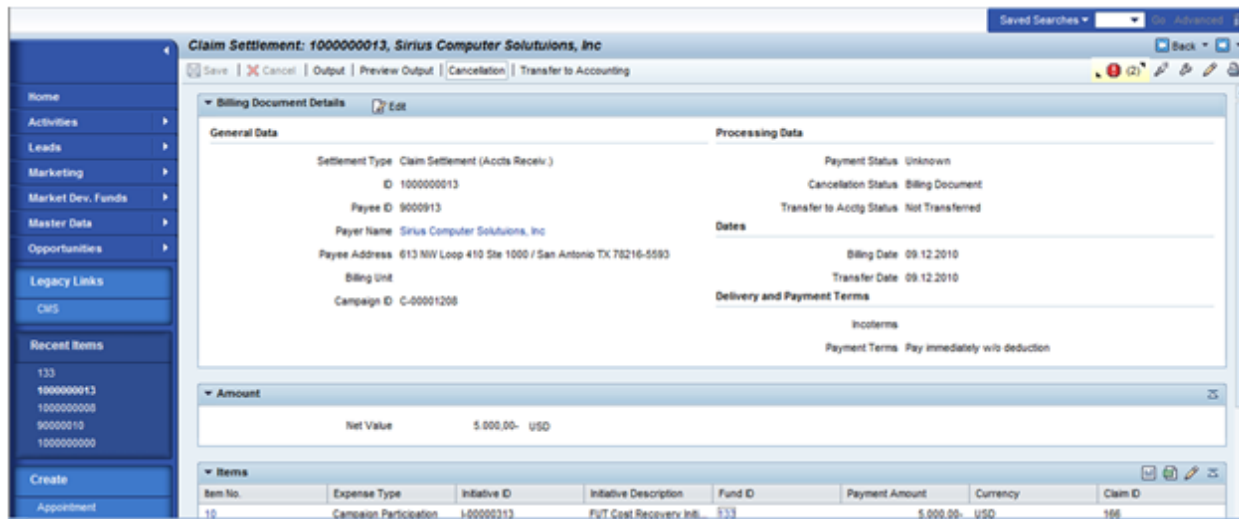 Saved Searches Go Advanced
Claim Settlement: 1000000013, Sirius Computer Solutuions, Inc Back
Save | Cancel | Output | Preview Output | Cancellation | Transfer to Accounting (2)
Home
Activities
Leads
Marketing
Market Dev. Funds
Master Data
Opportunities
Legacy Links
CMS
Recent Items
133
1000000013
1000000008
90000010
1000000000
Create
Appointment
Billing Document Details Edit
General Data
Settlement Type Claim Settlement (Accts Receiv.)
ID 1000000013
Payee ID 9000913
Payer Name Sirius Computer Solutuions, Inc
Payee Address 613 NW Loop 410 Ste 1000 / San Antonio TX 78216-5593
Billing Unit
Campaign ID C-00001208
Processing Data
Payment Status Unknown
Cancellation Status Billing Document
Transfer to Acctg Status Not Transferred
Dates
Billing Date 09.12.2010
Transfer Date 09.12.2010
Delivery and Payment Terms
Incoterms
Payment Terms Pay immediately w/o deduction
Amount
Net Value 5.000,00- USD
Items
Item No. Expense Type Initiative ID Initiative Description Fund ID Payment Amount Currency Claim ID
10 Campaign Participation I-00000313 FUT Cost Recovery Initi... 133 5.000,00- USD 166